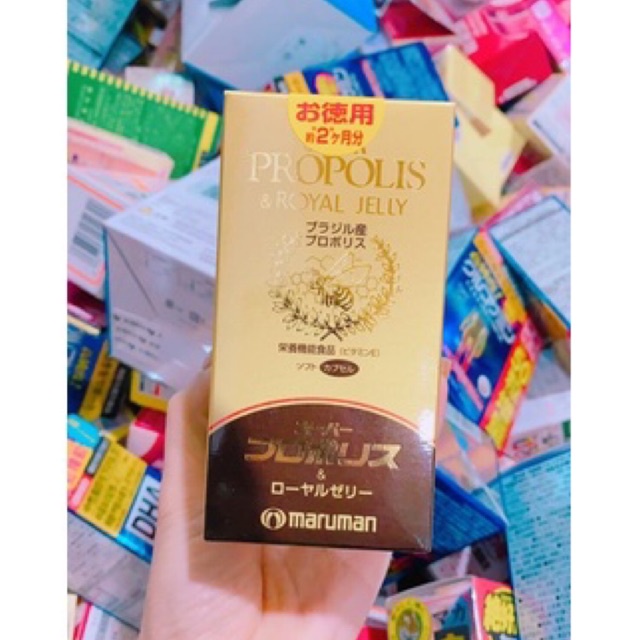 お徳用
約2ヶ月分
PROPOLIS
& ROYAL JELLY
ブラジル産
プロポリス
栄養機能食品 (ビタミンE)
ソフト カプセル
スーパー
プロポリス
&
ローヤルゼリー
maruman
DHA